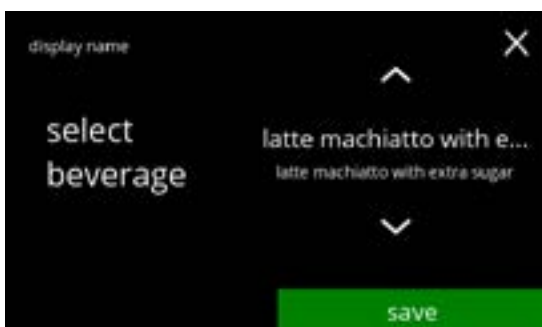 display name
select
beverage
latte machiatto with e...
latte machiatto with extra sugar
save